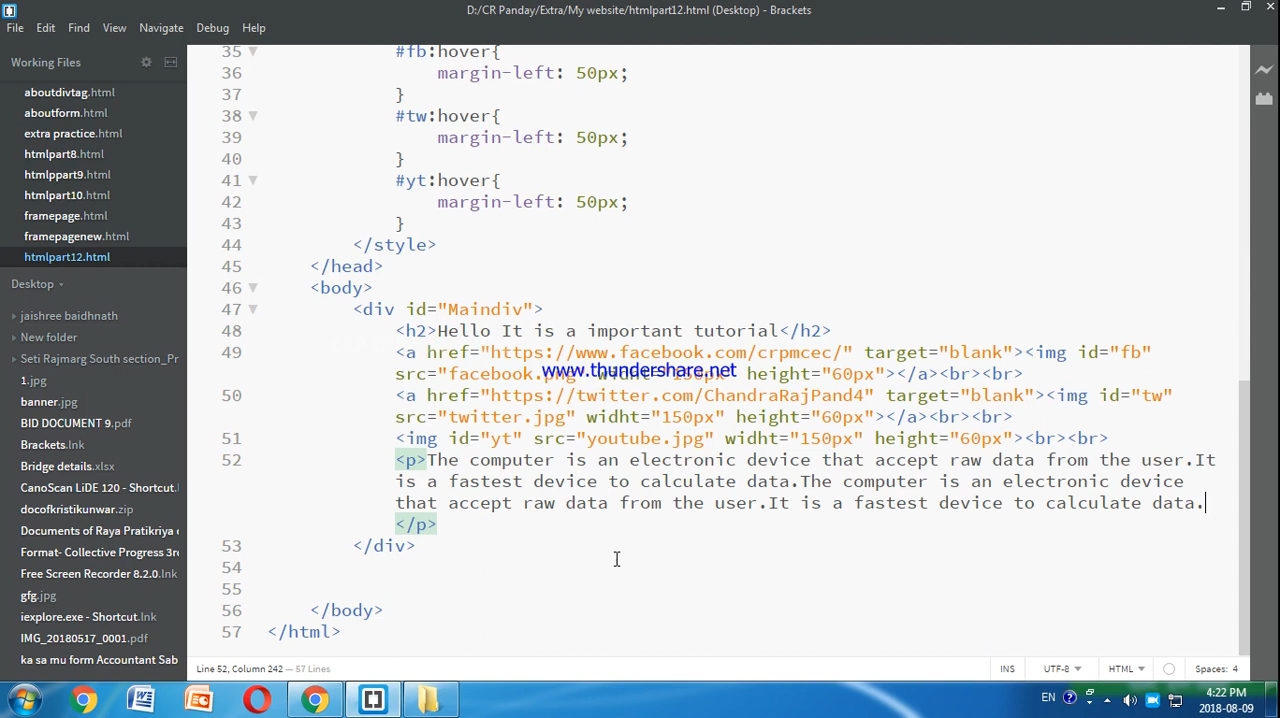 D:/CR Panday/Extra/My website/htmlpart12.html (Desktop) - Brackets
File Edit Find View Navigate Debug Help
Working Files
aboutdivtag.html
aboutform.html
extra practice.html
htmlpart8.html
htmlppart9.html
htmlpart10.html
framepage.html
framepagenew.html
htmlpart12.html
Desktop
jaishree baidhnath
New folder
Seti Rajmarg South section_Pr
1.jpg
banner.jpg
BID DOCUMENT 9.pdf
Brackets.lnk
Bridge details.xlsx
CanoScan LiDE 120 - Shortcut.l
docofkristikunwar.zip
Documents of Raya Pratikriya c
Format- Collective Progress 3rc
Free Screen Recorder 8.2.0.lnk
gfg.jpg
iexplore.exe - Shortcut.lnk
IMG_20180517_0001.pdf
ka sa mu form Accountant Sab
35 #fb:hover{
36 margin-left: 50px;
37 }
38 #tw:hover{
39 margin-left: 50px;
40 }
41 #yt:hover{
42 margin-left: 50px;
43 }
44 </style>
45 </head>
46 <body>
47 <div id="Maindiv">
48 <h2>Hello It is a important tutorial</h2>
49 <a href="https://www.facebook.com/crpmcec/" target="blank"><img id="fb"
src="facebook.png" widht="150px" height="60px"></a><br><br>
www.thundershare.net
50 <a href="https://twitter.com/ChandraRajPand4" target="blank"><img id="tw"
src="twitter.jpg" widht="150px" height="60px"></a><br><br>
51 <img id="yt" src="youtube.jpg" widht="150px" height="60px"><br><br>
52 <p>The computer is an electronic device that accept raw data from the user.It
is a fastest device to calculate data.The computer is an electronic device
that accept raw data from the user.It is a fastest device to calculate data.
</p>
53 </div>
54
55
56 </body>
57 </html>
Line 52, Column 242 — 57 Lines
INS UTF-8 HTML Spaces: 4
EN 4:22 PM
2018-08-09